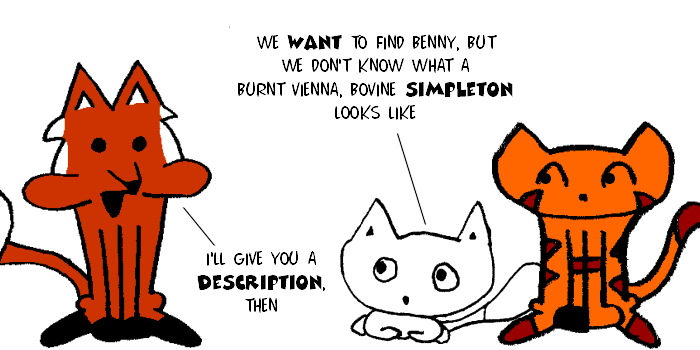 WE WANT TO FIND BENNY, BUT
WE DON'T KNOW WHAT A
BURNT VIENNA, BOVINE SIMPLETON
LOOKS LIKE
I'LL GIVE YOU A
DESCRIPTION,
THEN